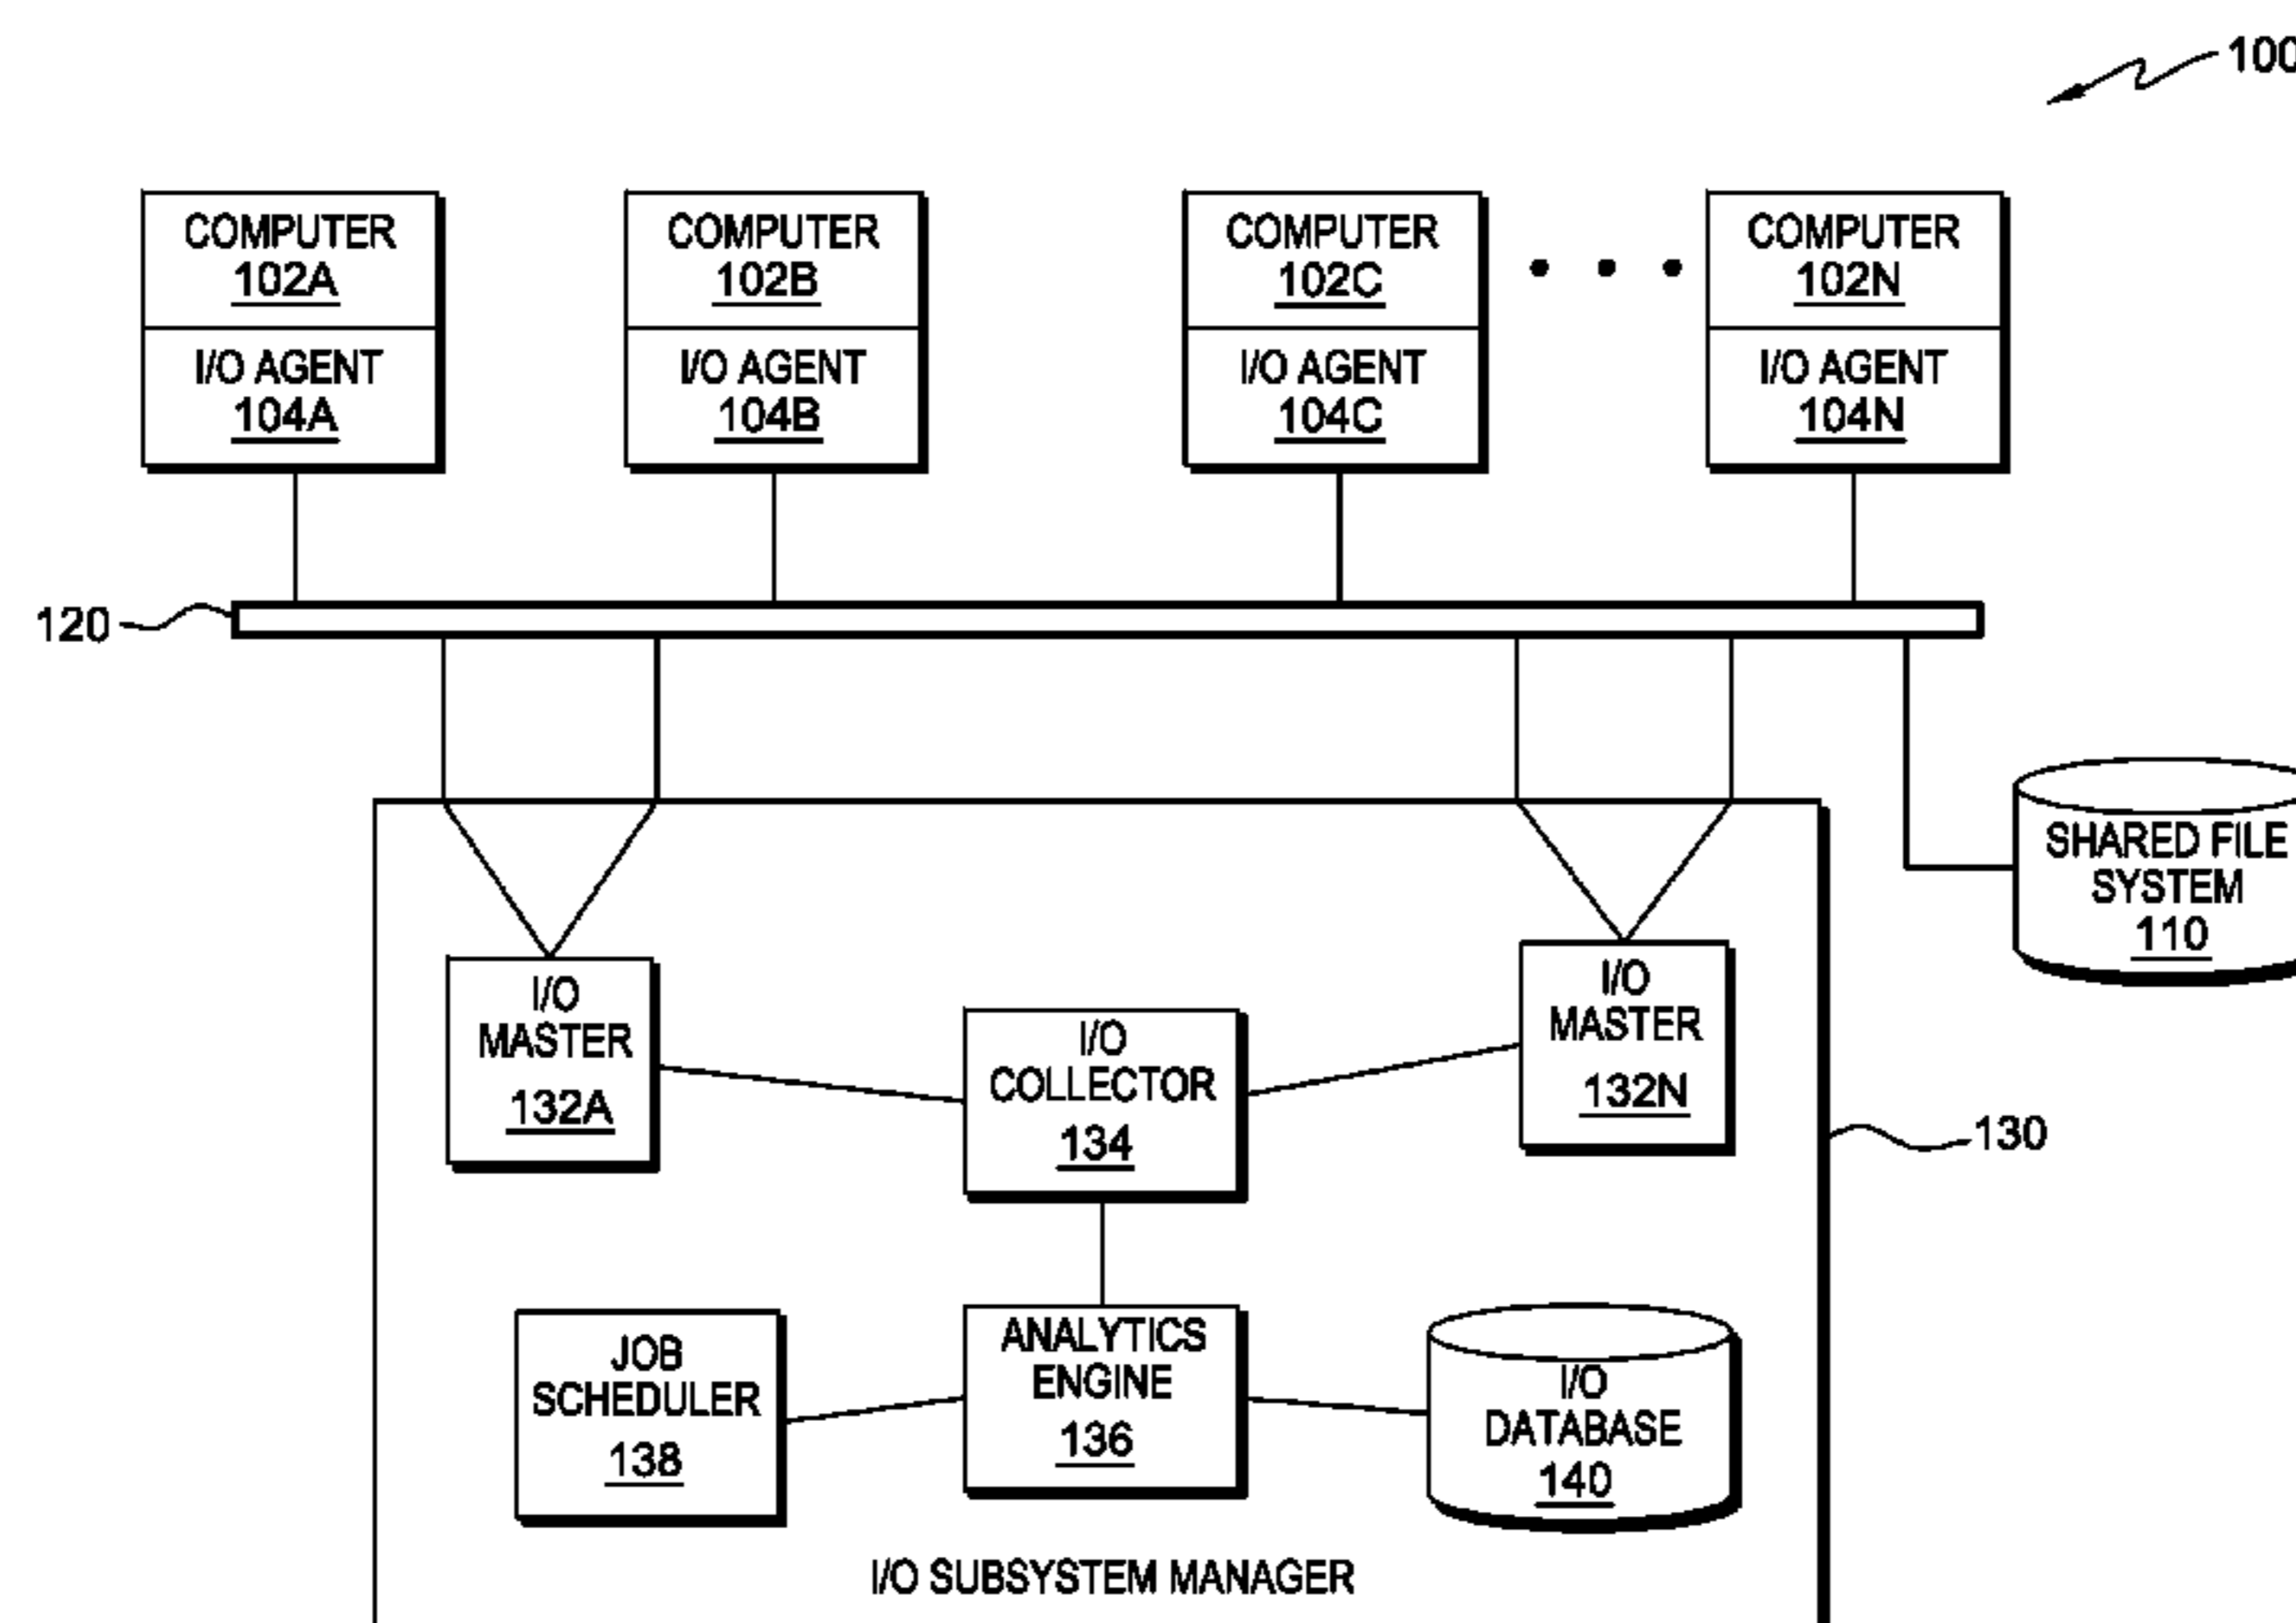 100
COMPUTER
102A
I/O AGENT
104A
COMPUTER
102B
I/O AGENT
104B
COMPUTER
102C
I/O AGENT
104C
COMPUTER
102N
I/O AGENT
104N
120
SHARED FILE
SYSTEM
110
I/O
MASTER
132A
I/O
COLLECTOR
134
I/O
MASTER
132N
130
JOB
SCHEDULER
138
ANALYTICS
ENGINE
136
I/O
DATABASE
140
I/O SUBSYSTEM MANAGER